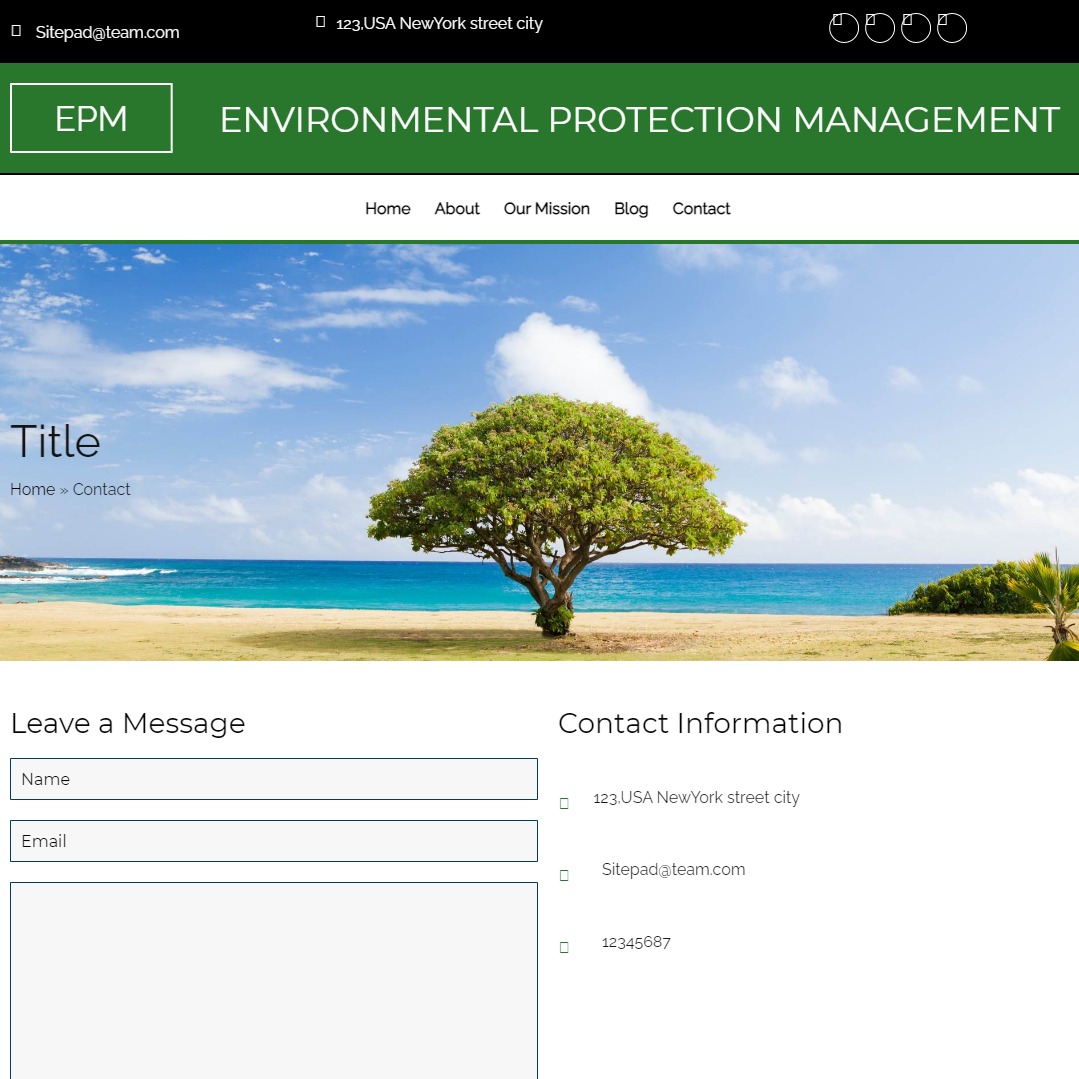 Sitepad@team.com
123,USA NewYork street city
EPM
ENVIRONMENTAL PROTECTION MANAGEMENT
Home About Our Mission Blog Contact
Title
Home » Contact
Leave a Message
Name
Email
Contact Information
123,USA NewYork street city
Sitepad@team.com
12345687